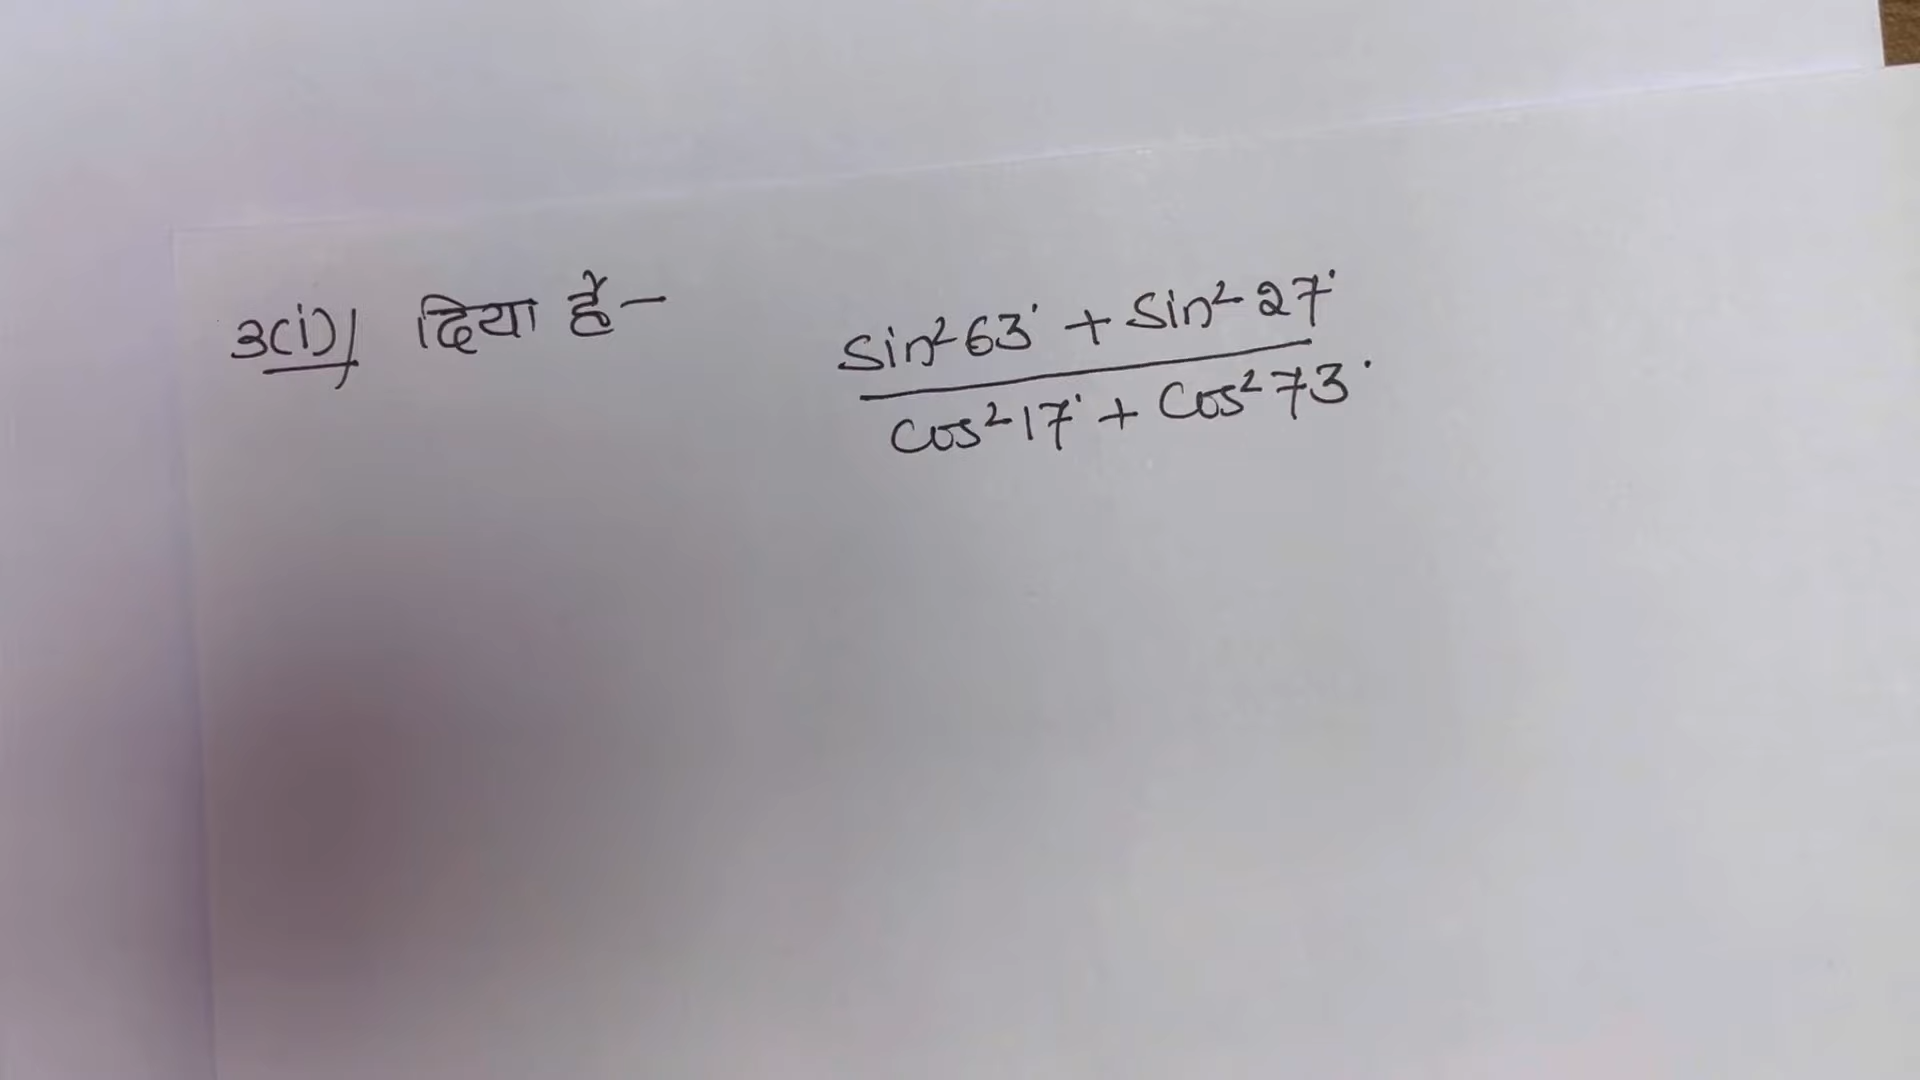 3(i)/ दिया है- sin²63° + sin²27°
cos²17° + cos²73°